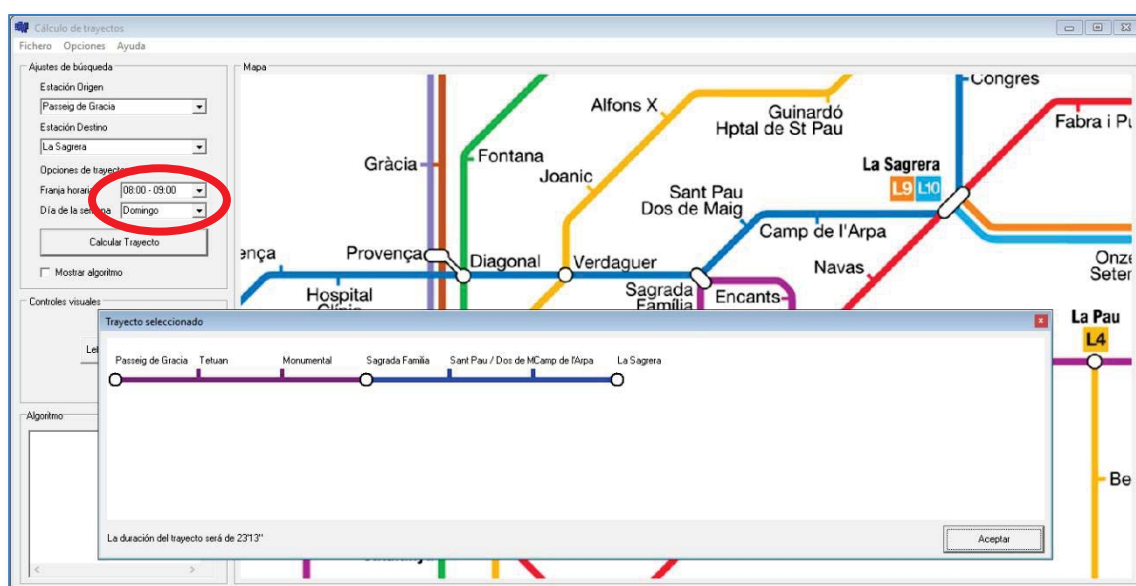 Cálculo de trayectos
Fichero Opciones Ayuda
Ajustes de búsqueda
Estación Origen
Passeig de Gracia
Estación Destino
La Sagrera
Opciones de trayecto
Franja horaria 08:00 - 09:00
Día de la semana Domingo
Calcular Trayecto
Mostrar algoritmo
Controles visuales
Algoritmo
Mapa
Congres
Alfons X
Guinardó
Hptal de St Pau
Fabra i Pu
Gràcia
Fontana
Joanic
La Sagrera
L9 L10
Sant Pau
Dos de Maig
Camp de l'Arpa
ença
Provença
Diagonal
Verdaguer
Navas
Onze
Seter
Hospital
Sagrada
Família
Encants
La Pau
L4
Be
Trayecto seleccionado
Passeig de Gracia Tetuan Monumental Sagrada Familia Sant Pau / Dos de M Camp de l'Arpa La Sagrera
La duración del trayecto será de 23'13"
Aceptar